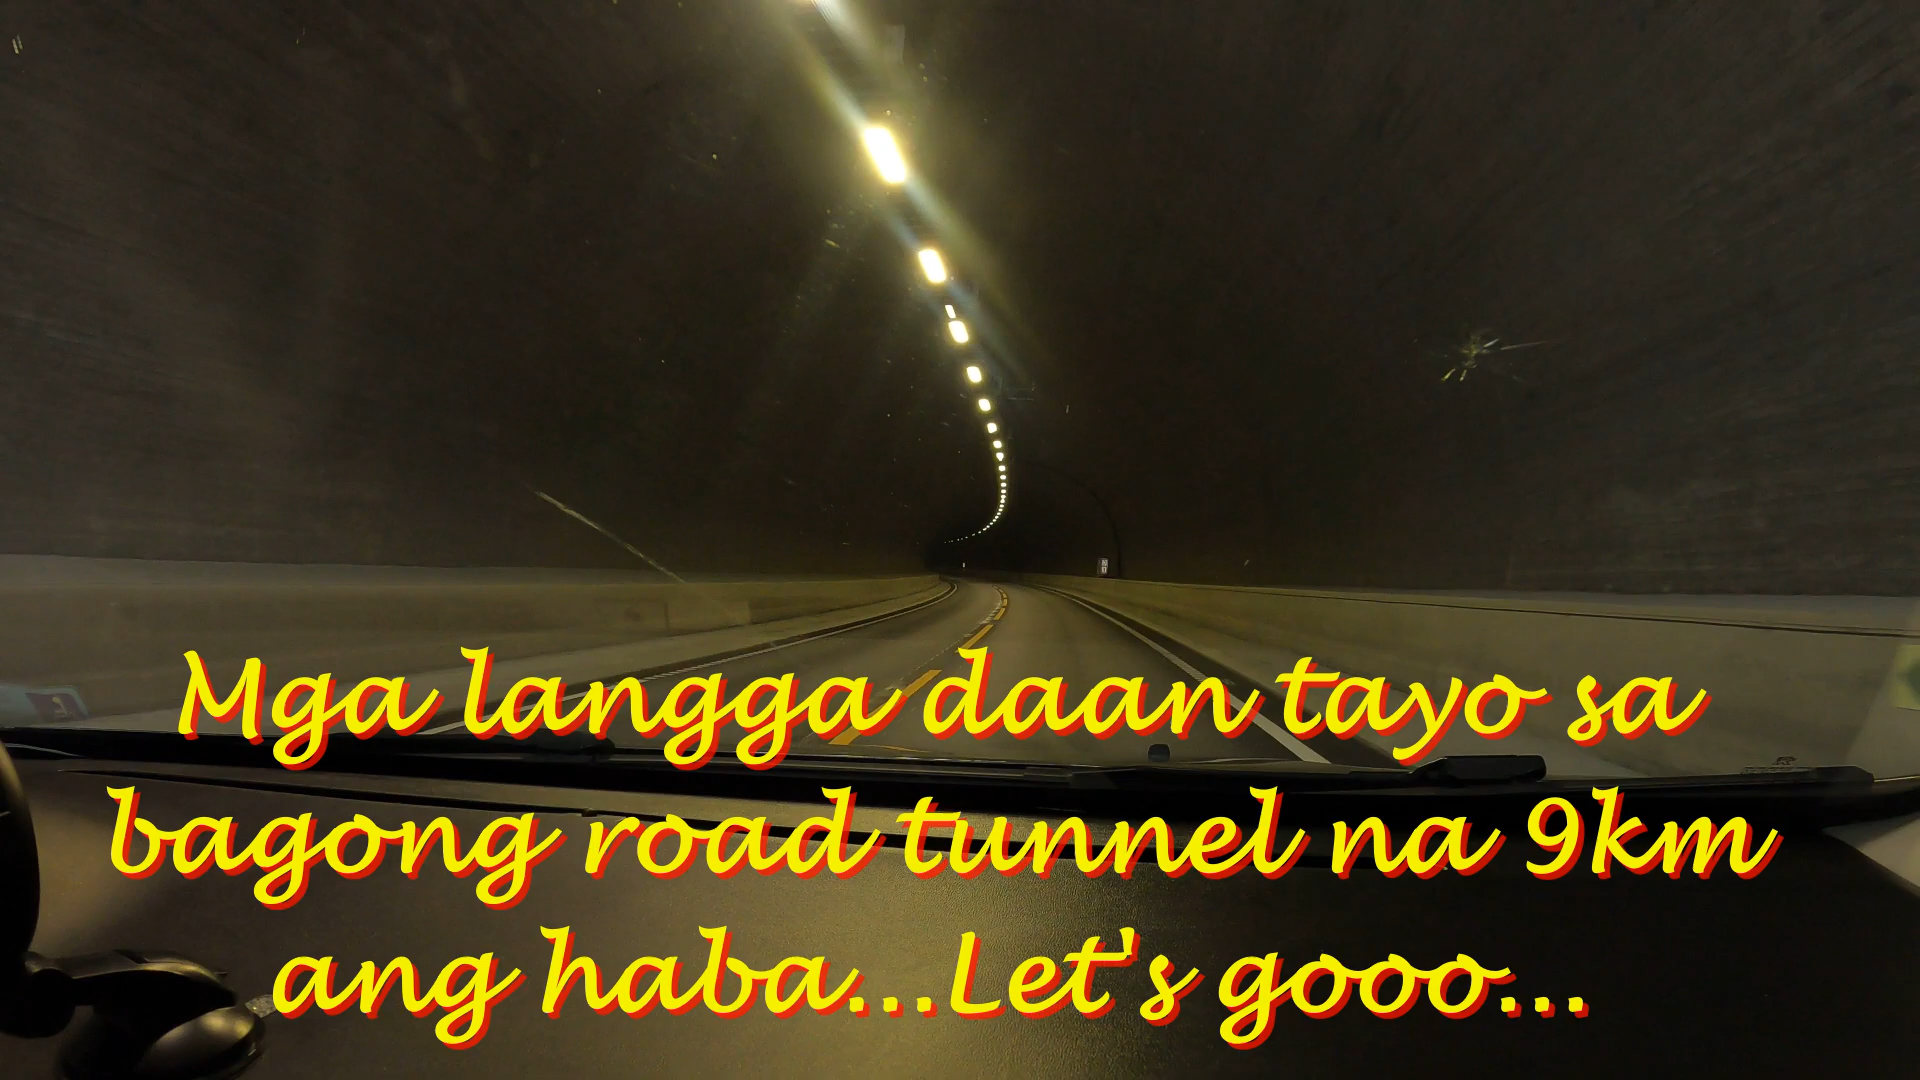 Mga langga daan tayo sa
bagong road tunnel na 9km
ang haba...Let's gooo...